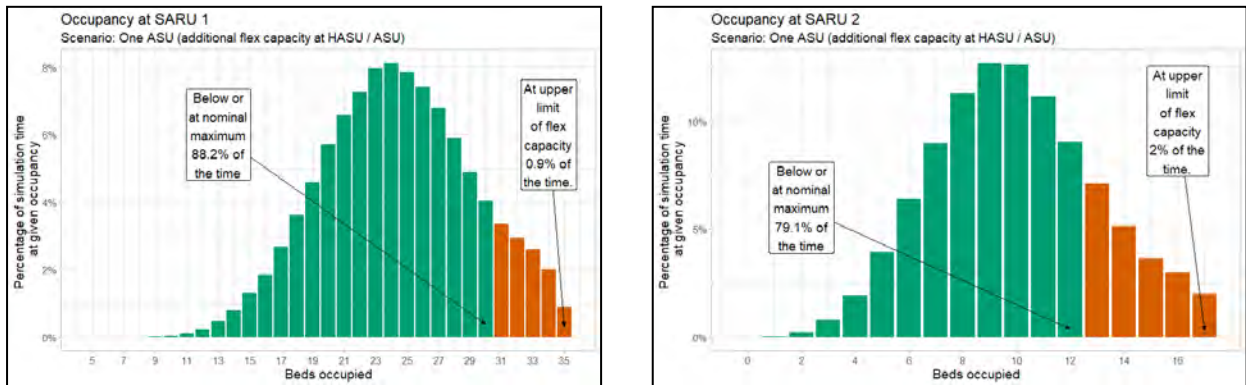 Occupancy at SARU 1
Scenario: One ASU (additional flex capacity at HASU / ASU)
8%
6%
4%
2%
0%
Percentage of simulation time
at given occupancy
Below or
at nominal
maximum
88.2% of
the time
At upper
limit
of flex
capacity
0.9% of
the time.
5 7 9 11 13 15 17 19 21 23 25 27 29 31 33 35
Beds occupied
Occupancy at SARU 2
Scenario: One ASU (additional flex capacity at HASU / ASU)
10%
5%
0%
Percentage of simulation time
at given occupancy
Below or
at nominal
maximum
79.1% of
the time
At upper
limit
of flex
capacity
2% of the
time.
0 2 4 6 8 10 12 14 16
Beds occupied